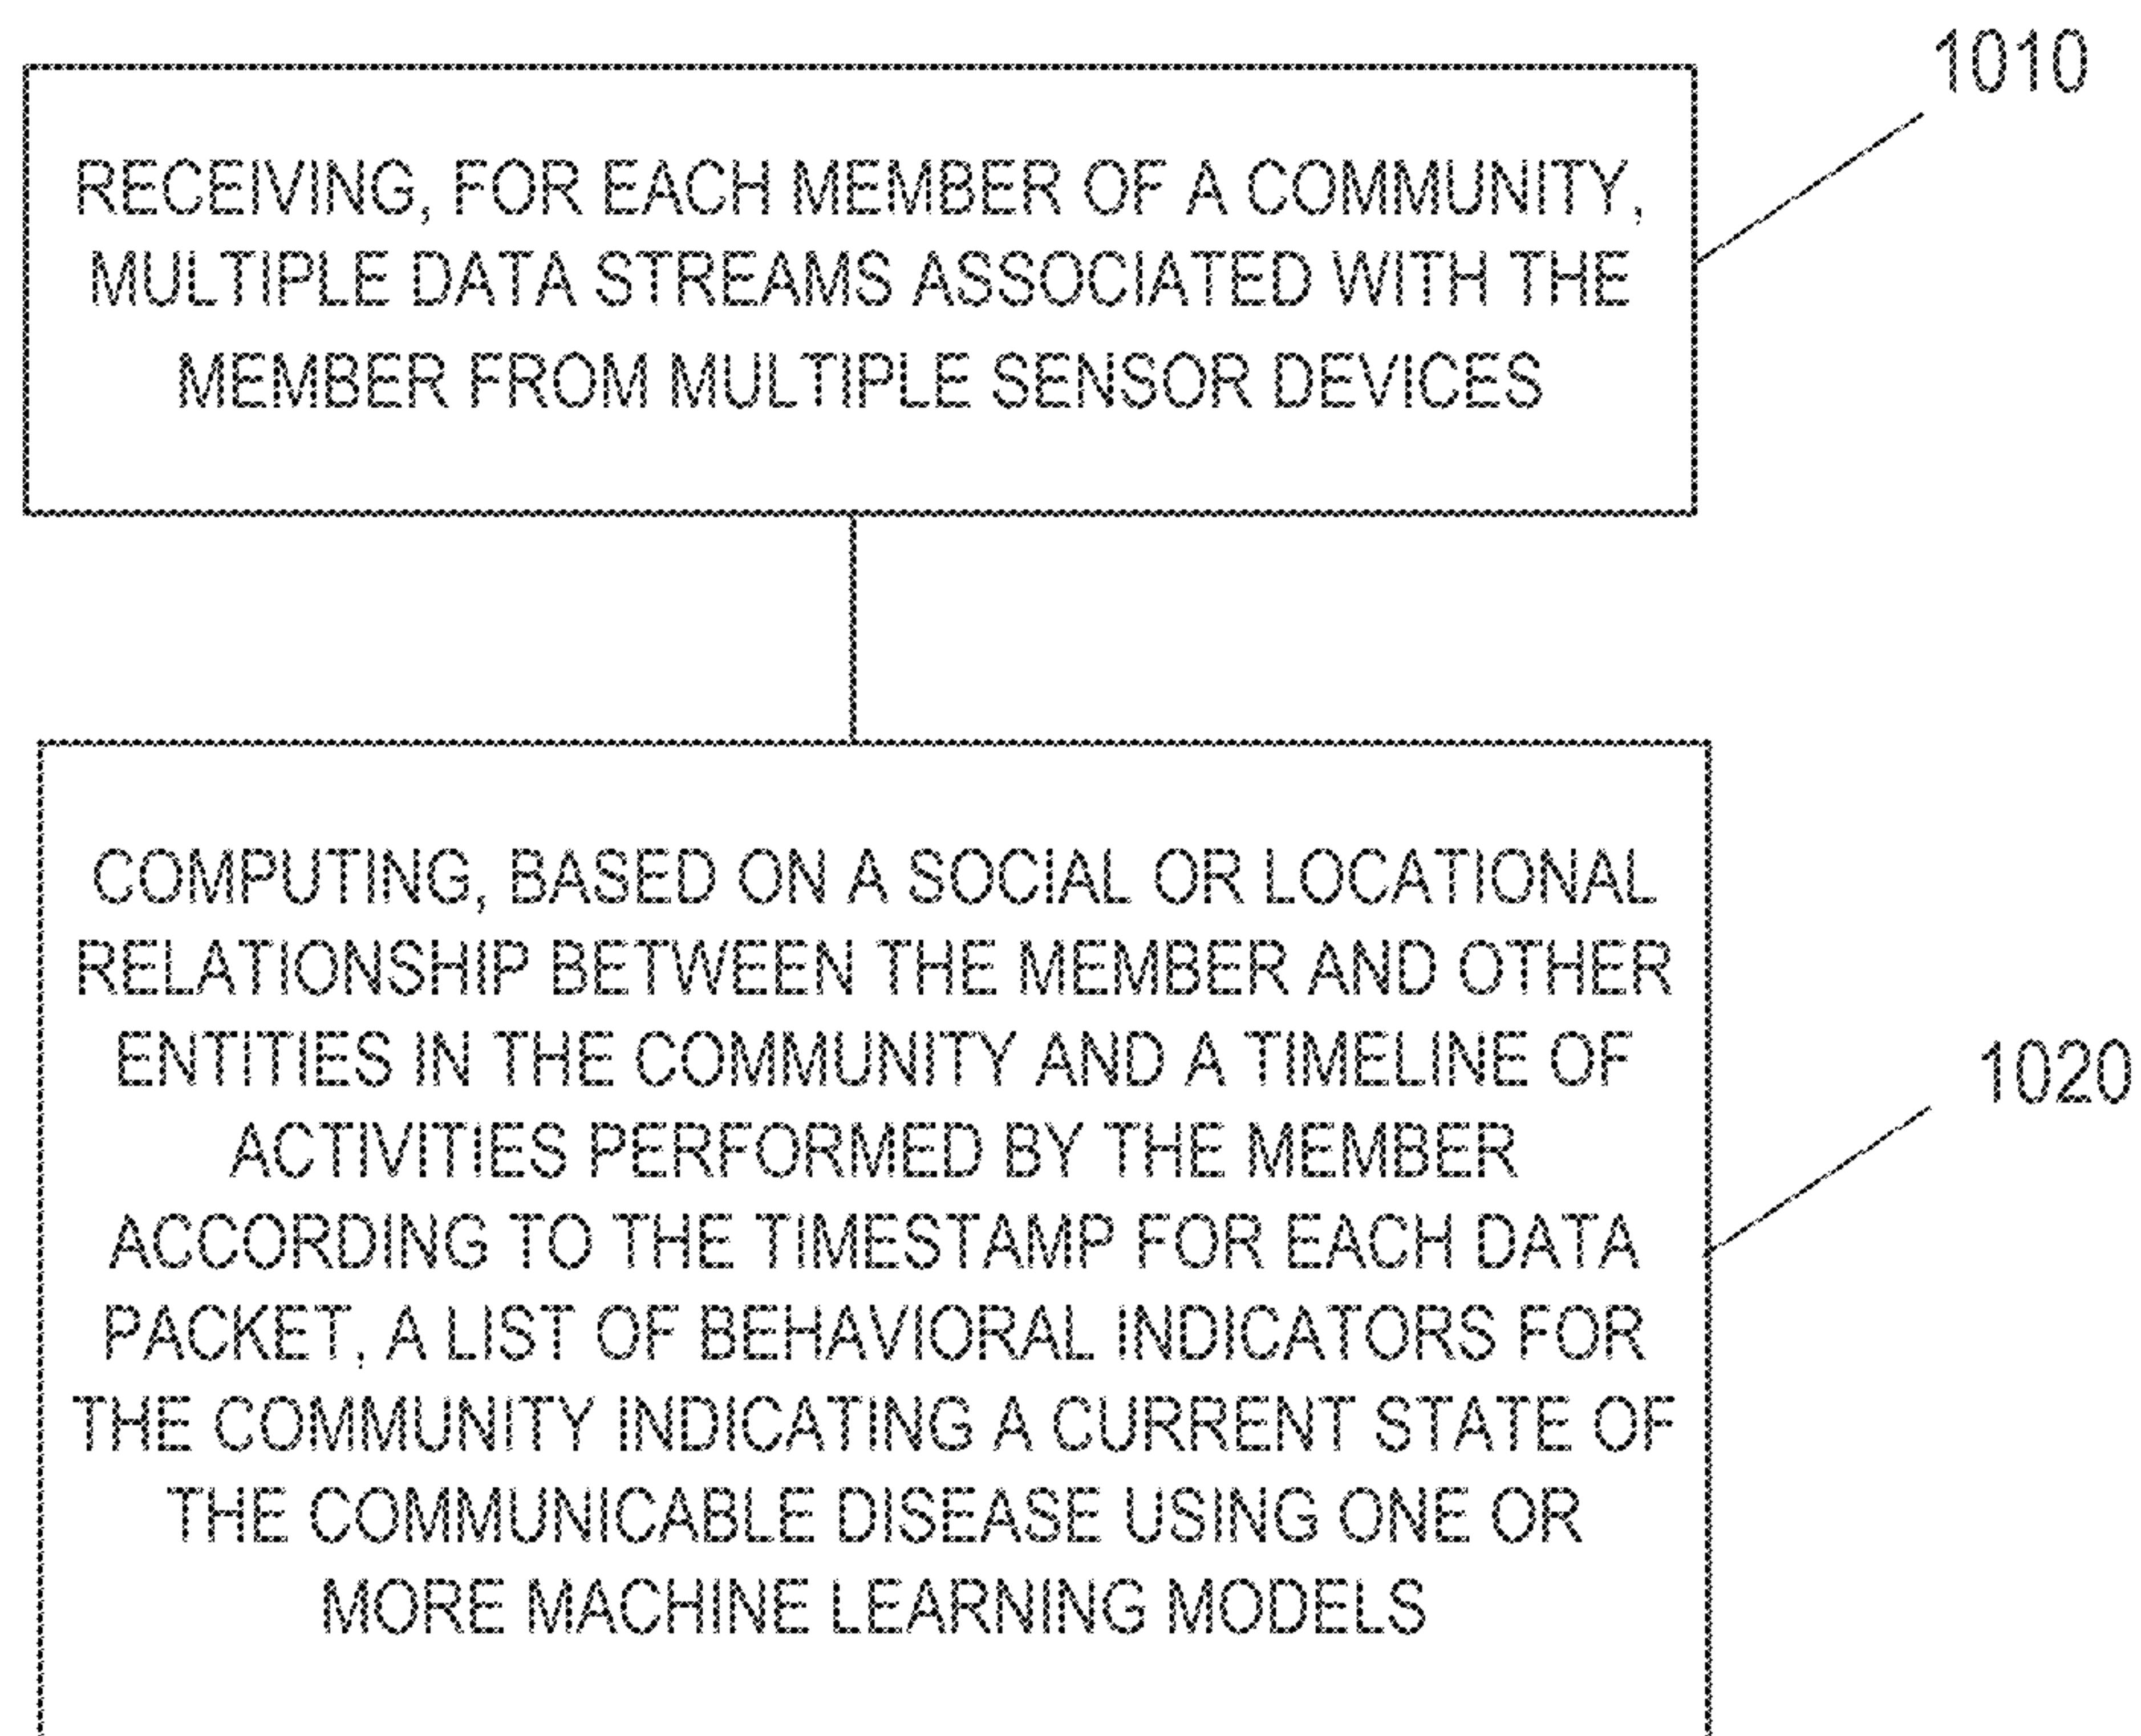 1010
RECEIVING, FOR EACH MEMBER OF A COMMUNITY,
MULTIPLE DATA STREAMS ASSOCIATED WITH THE
MEMBER FROM MULTIPLE SENSOR DEVICES
COMPUTING, BASED ON A SOCIAL OR LOCATIONAL
RELATIONSHIP BETWEEN THE MEMBER AND OTHER
ENTITIES IN THE COMMUNITY AND A TIMELINE OF
ACTIVITIES PERFORMED BY THE MEMBER
ACCORDING TO THE TIMESTAMP FOR EACH DATA
PACKET, A LIST OF BEHAVIORAL INDICATORS FOR
THE COMMUNITY INDICATING A CURRENT STATE OF
THE COMMUNICABLE DISEASE USING ONE OR
MORE MACHINE LEARNING MODELS
1020